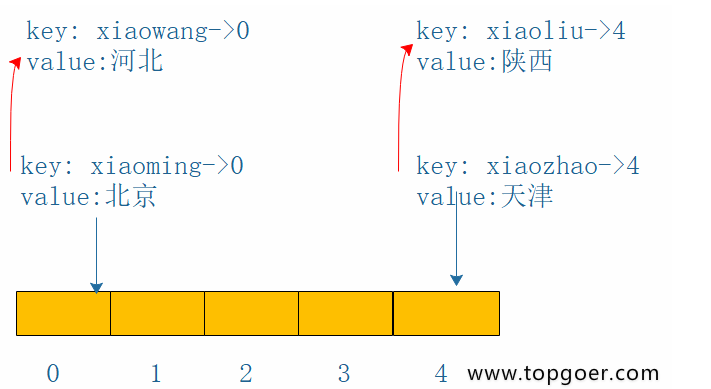 key: xiaowang->0
value:河北
key: xiaoliu->4
value:陕西
key: xiaoming->0
value:北京
key: xiaozhao->4
value:天津
0 1 2 3 4
www.topgoer.com